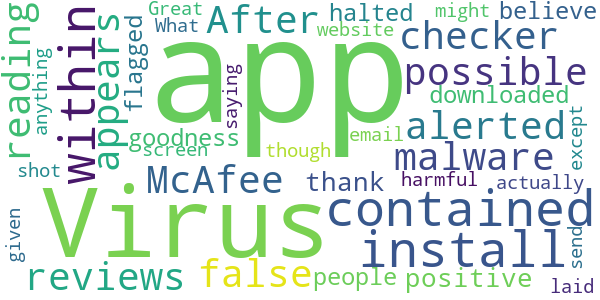 Great might
After halted believe
What
website
reading within appears flagged app checker
possible
anything saying downloaded
goodness alerted except
screen email
though malware
shot McAfee thank harmful actually
Virus contained
given install send
reviews false people positive laid